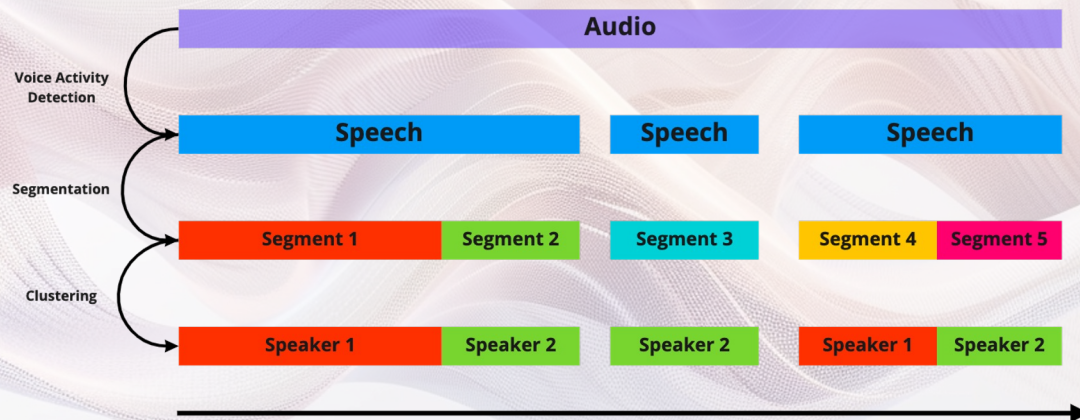 Audio
Voice Activity
Detection
Speech Speech Speech
Segmentation
Segment 1 Segment 2 Segment 3 Segment 4 Segment 5
Clustering
Speaker 1 Speaker 2 Speaker 2 Speaker 1 Speaker 2